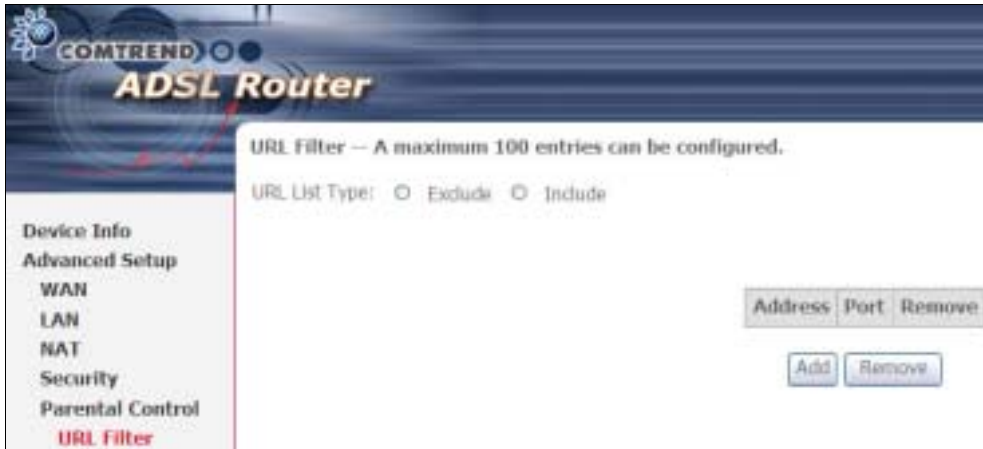 COMTREND
ADSL Router
URL Filter -- A maximum 100 entries can be configured.
URL List Type: Exclude Include
Device Info
Advanced Setup
WAN
LAN
NAT
Security
Parental Control
URL Filter
Address Port Remove
Add Remove